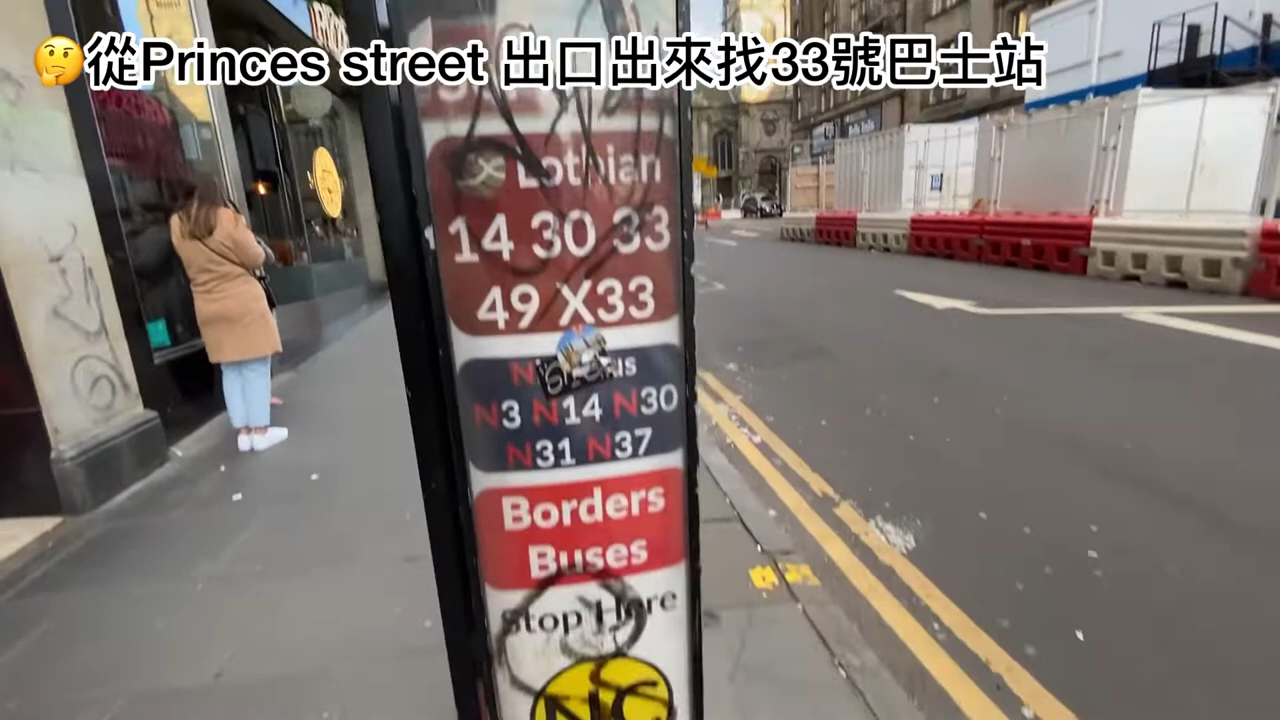 🤔從Princes street 出口出來找33號巴士站
Lothian
14 30 33
49 X33
N3 N14 N30
N31 N37
Borders
Buses
Stop Here
NC